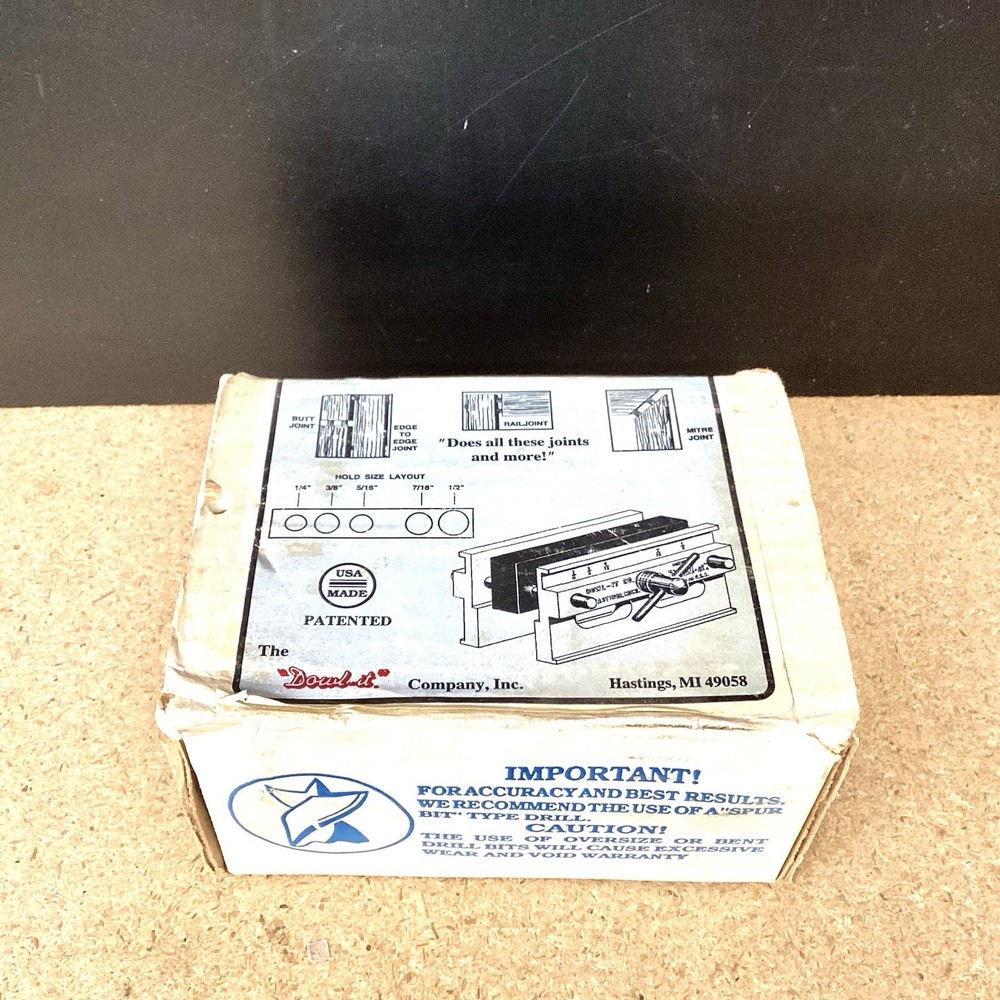 BUTT
JOINT
EDGE
TO
EDGE
JOINT
RAILJOINT
MITRE
JOINT
"Does all these joints
and more!"
HOLD SIZE LAYOUT
1/4" 3/8" 5/16" 7/16" 1/2"
USA
MADE
PATENTED
DOWL-IT CO.
The
"Dowl-it" Company, Inc. Hastings, MI 49058
IMPORTANT!
FOR ACCURACY AND BEST RESULTS.
WE RECOMMEND THE USE OF A "SPUR
BIT" TYPE DRILL.
CAUTION!
THE USE OF OVERSIZE OR BENT
DRILL BITS WILL CAUSE EXCESSIVE
WEAR AND VOID WARRANTY